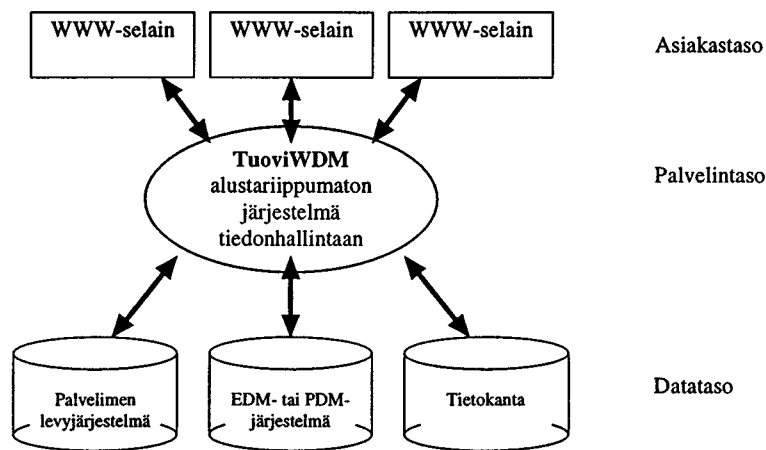 WWW-selain
WWW-selain
WWW-selain
Asiakastaso
TuoviWDM
alustariippumaton
järjestelmä
tiedonhallintaan
Palvelintaso
Palvelimen
levyjärjestelmä
EDM- tai PDM-
järjestelmä
Tietokanta
Datataso